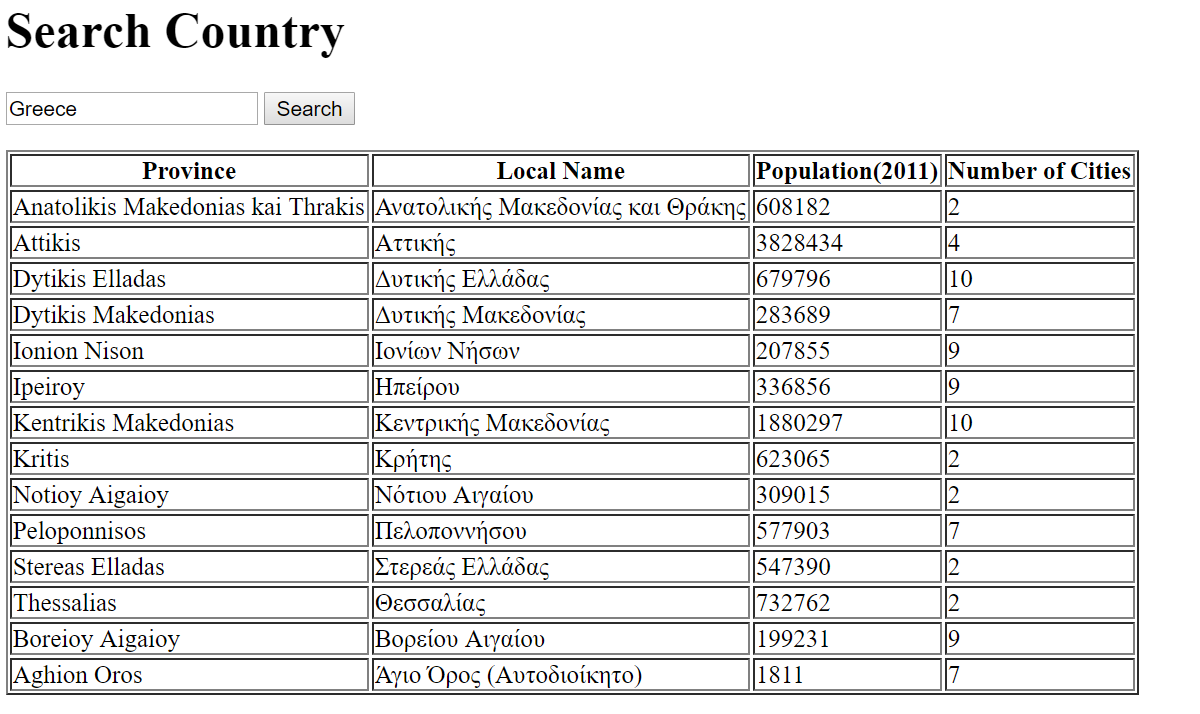 Search Country
Greece Search
Province Local Name Population(2011) Number of Cities
Anatolikis Makedonias kai Thrakis Ανατολικής Μακεδονίας και Θράκης 608182 2
Attikis Αττικής 3828434 4
Dytikis Elladas Δυτικής Ελλάδας 679796 10
Dytikis Makedonias Δυτικής Μακεδονίας 283689 7
Ionion Nison Ιονίων Νήσων 207855 9
Ipeiroy Ηπείρου 336856 9
Kentrikis Makedonias Κεντρικής Μακεδονίας 1880297 10
Kritis Κρήτης 623065 2
Notioy Aigaioy Νότιου Αιγαίου 309015 2
Peloponnisos Πελοποννήσου 577903 7
Stereas Elladas Στερεάς Ελλάδας 547390 2
Thessalias Θεσσαλίας 732762 2
Boreioy Aigaioy Βορείου Αιγαίου 199231 9
Aghion Oros Άγιο Όρος (Αυτοδιοίκητο) 1811 7